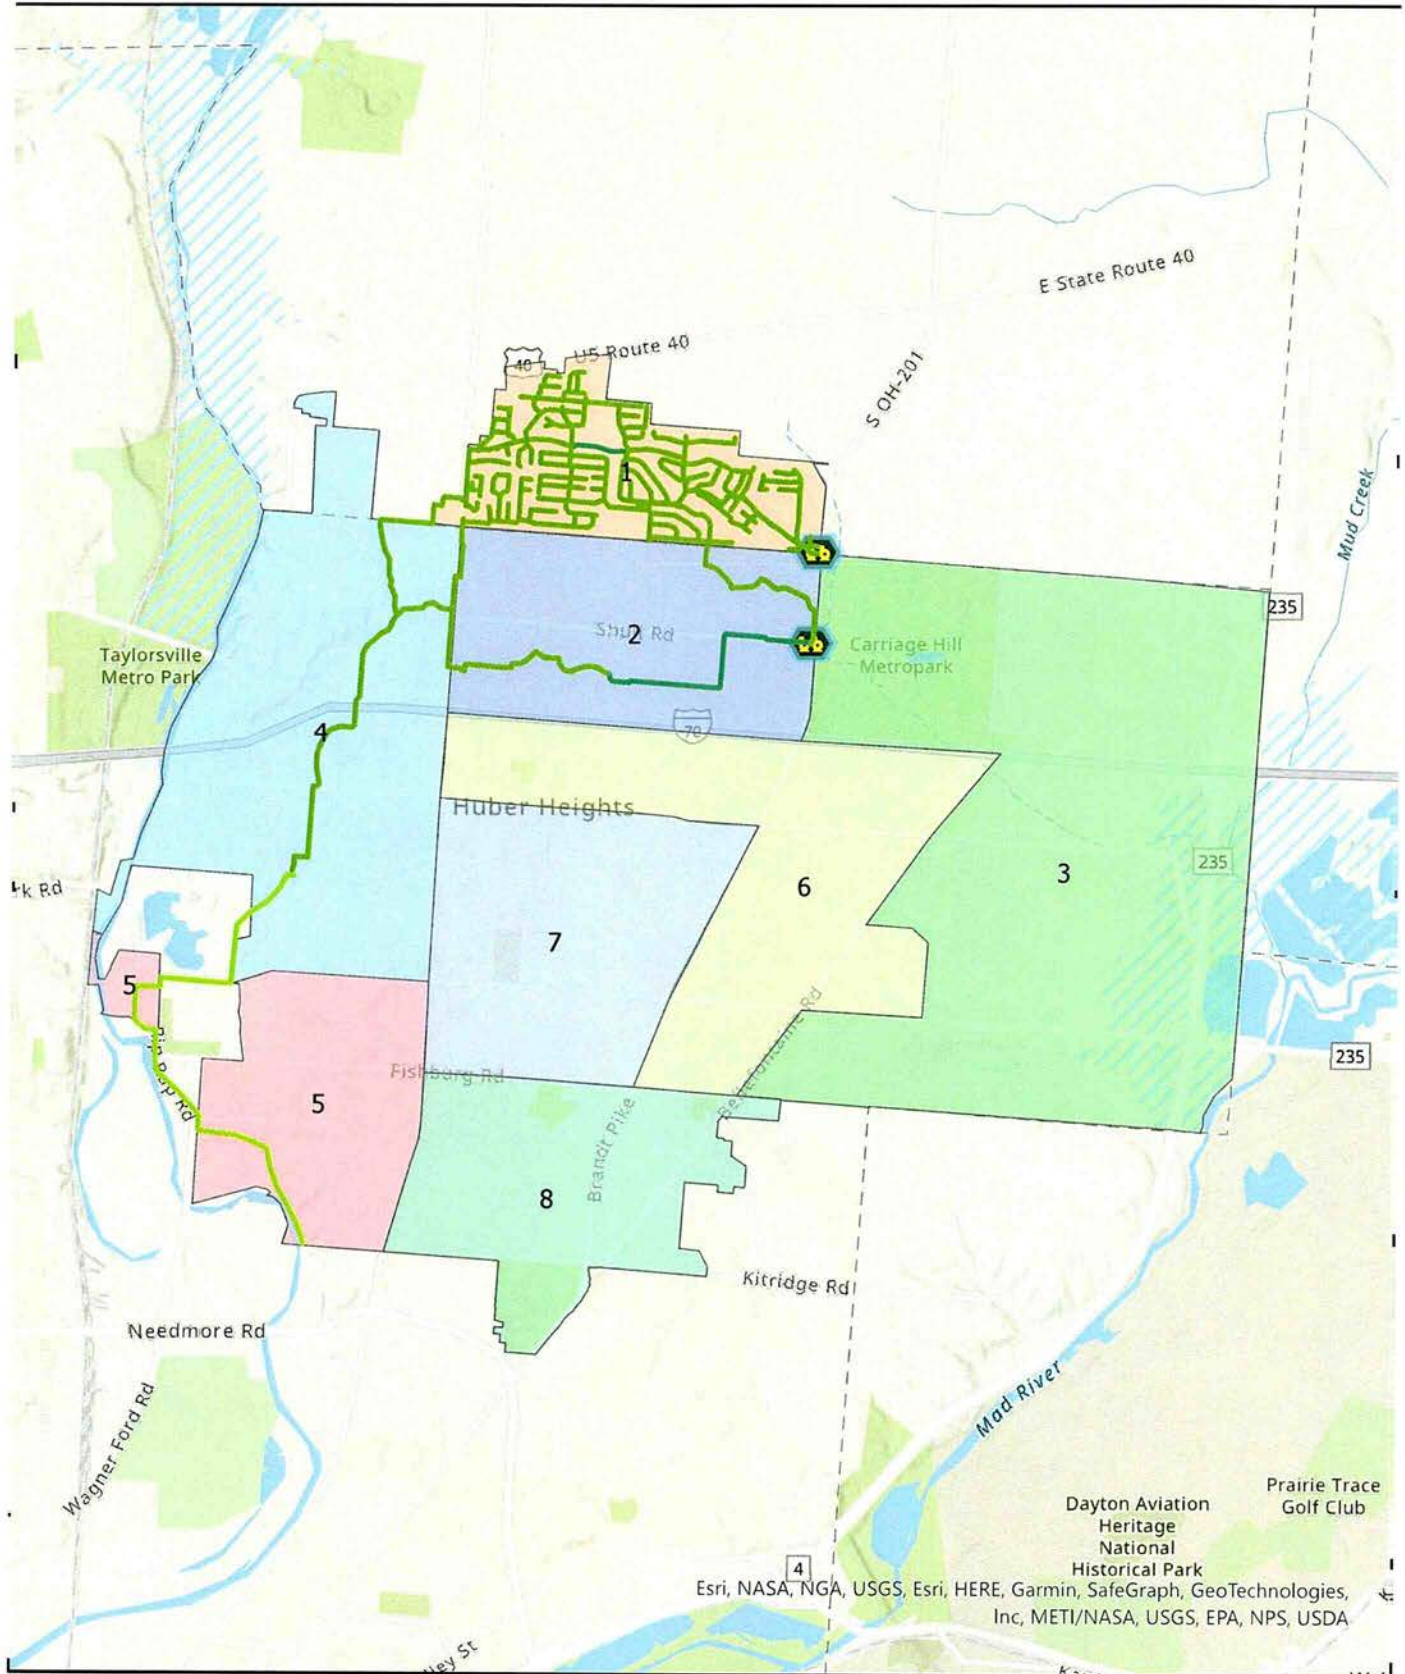 E State Route 40
US Route 40
40
S OH-201
Mud Creek
1
235
2
Carriage Hill
Metropark
Taylorsville
Metro Park
4
70
Huber Heights
235
3
6
7
5
235
Fishburg Rd
Bellefontaine Rd
Rip Rap Rd
5
Brandt Pike
8
Kitridge Rd
Needmore Rd
Mad River
Wagner Ford Rd
Prairie Trace
Golf Club
Dayton Aviation
Heritage
National
Historical Park
4
Esri, NASA, NGA, USGS, Esri, HERE, Garmin, SafeGraph, GeoTechnologies,
Inc, METI/NASA, USGS, EPA, NPS, USDA